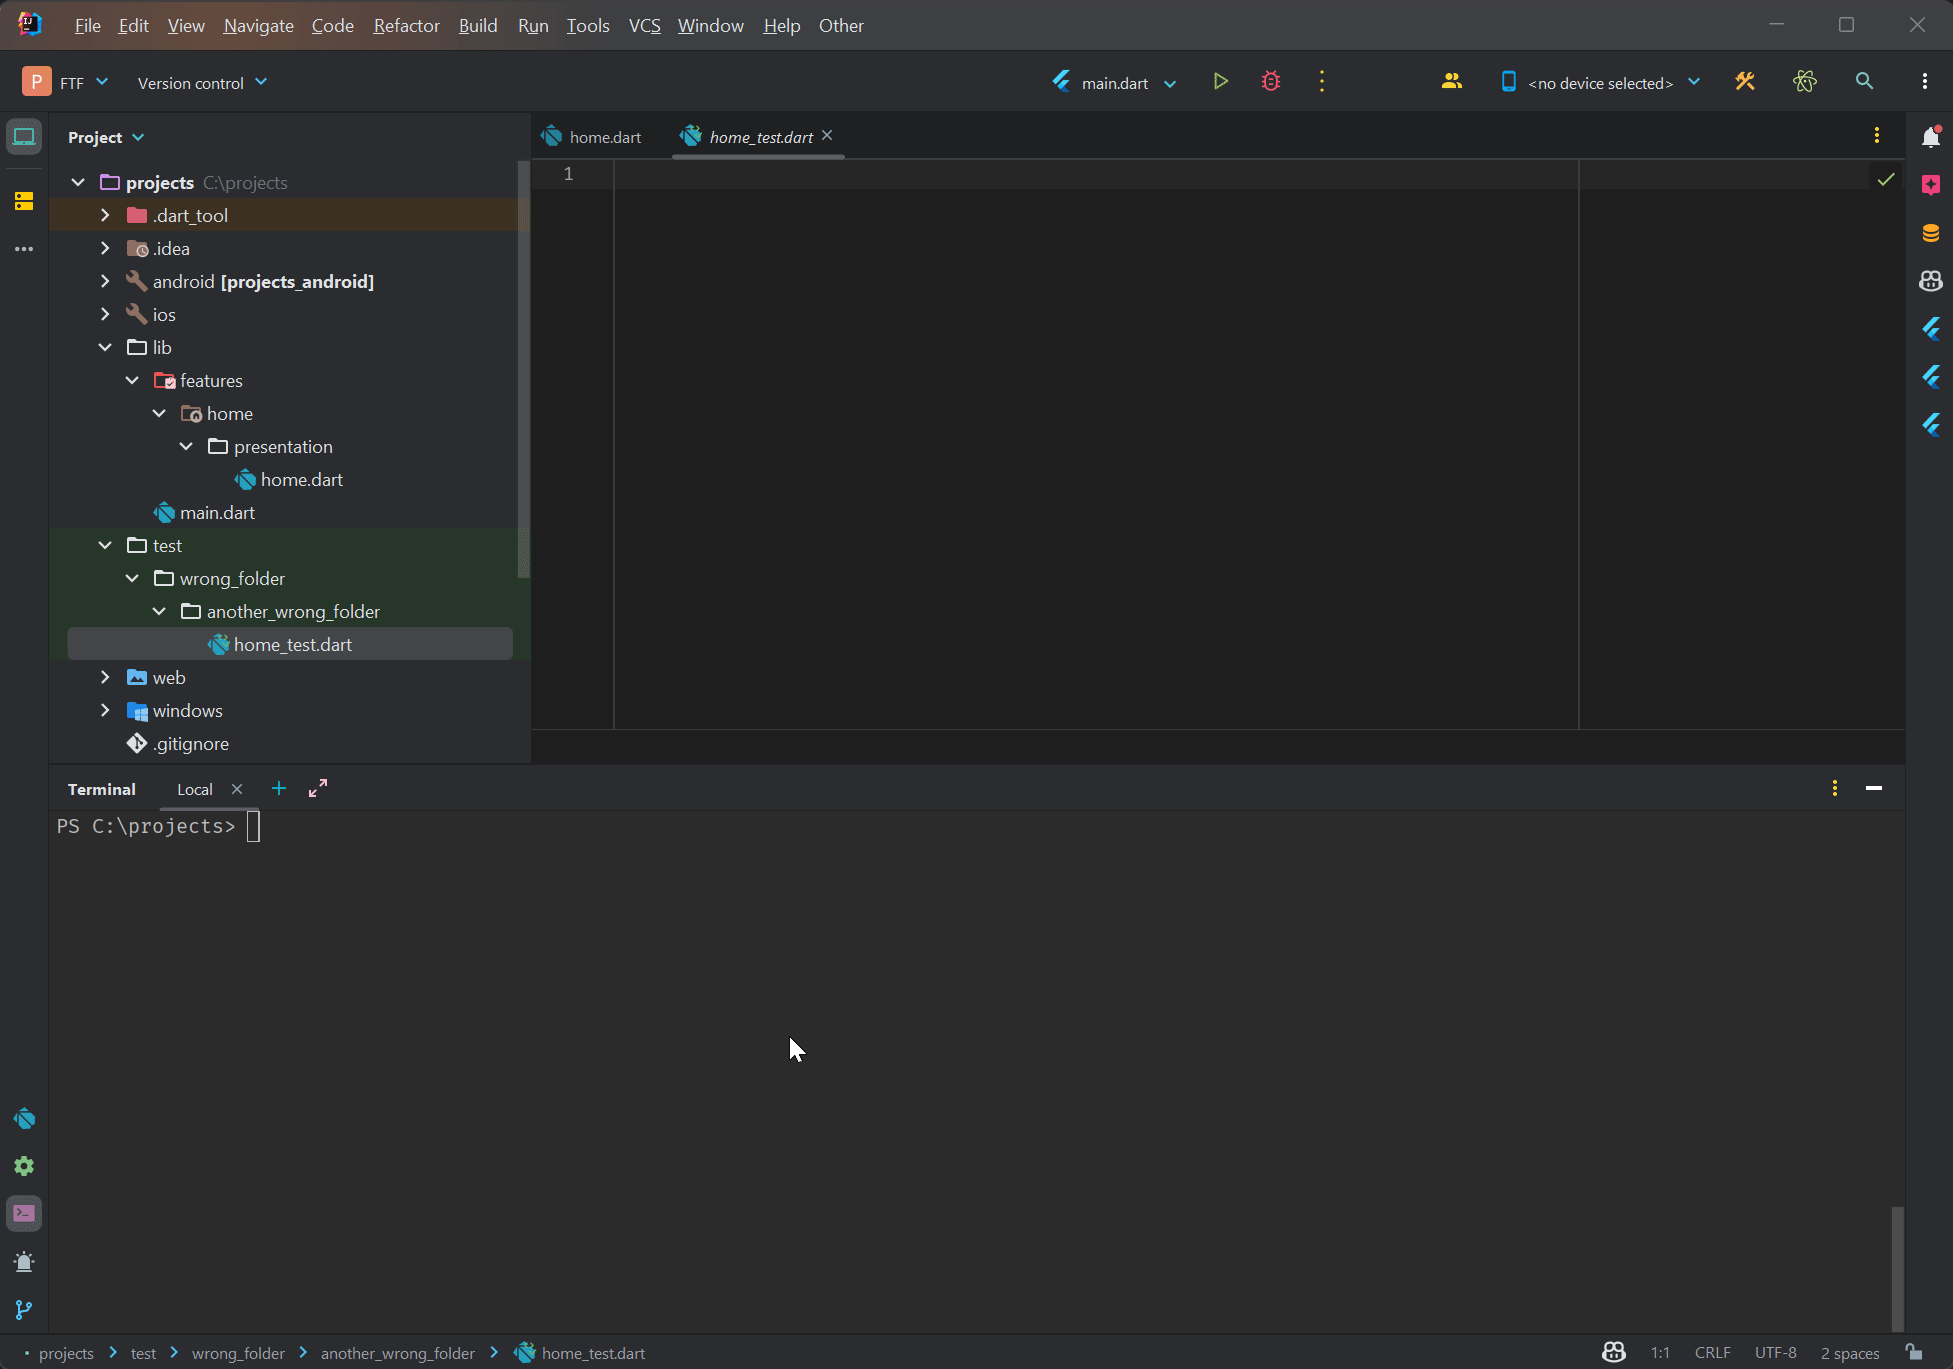 File Edit View Navigate Code Refactor Build Run Tools VCS Window Help Other
P FTF Version control main.dart <no device selected>
Project
home.dart home_test.dart
1
projects C:\projects
.dart_tool
.idea
android [projects_android]
ios
lib
features
home
presentation
home.dart
main.dart
test
wrong_folder
another_wrong_folder
home_test.dart
web
windows
.gitignore
Terminal Local
PS C:\projects>
projects test wrong_folder another_wrong_folder home_test.dart 1:1 CRLF UTF-8 2 spaces